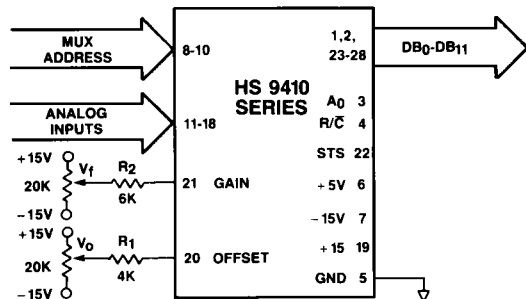 MUX
ADDRESS
8-10
1,2,
23-28
DB0-DB11
HS 9410
SERIES
ANALOG
INPUTS
11-18
A0 3
R/C̅ 4
STS 22
+15V
Vf
R2
20K
6K
21 GAIN
+5V 6
-15V
-15V 7
+15V
Vo
R1
20K
4K
20 OFFSET
+15 19
-15V
GND 5